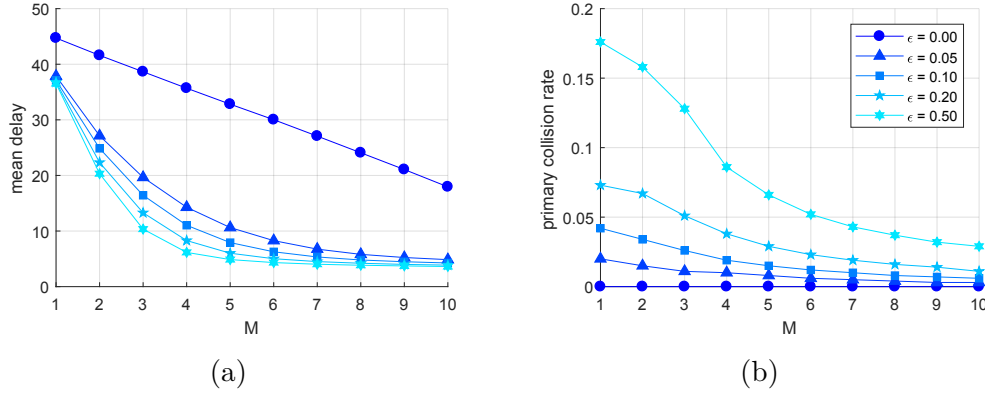 50
40
30
20
10
0
mean delay
1 2 3 4 5 6 7 8 9 10
M
(a)
0.2
0.15
0.1
0.05
0
primary collision rate
1 2 3 4 5 6 7 8 9 10
M
ϵ = 0.00
ϵ = 0.05
ϵ = 0.10
ϵ = 0.20
ϵ = 0.50
(b)